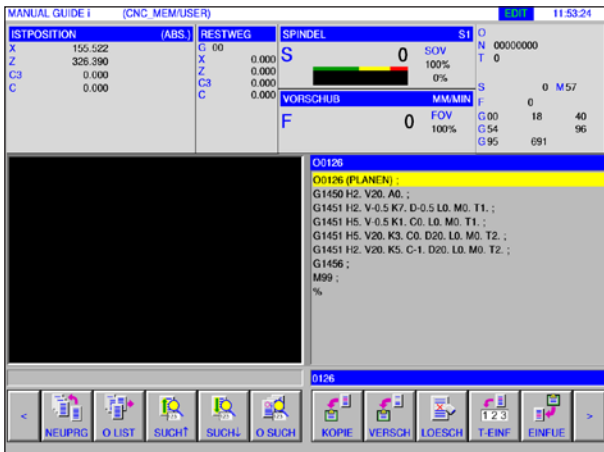 MANUAL GUIDE i (CNC_MEM/USER) EDIT 11:53:24
ISTPOSITION (ABS.)
X 155.522
Z 326.390
C3 0.000
C 0.000
RESTWEG
G 00
X 0.000
Z 0.000
C3 0.000
C 0.000
SPINDEL S1
S 0 SOV
100%
0%
VORSCHUB MM/MIN
F 0 FOV
100%
O
N 00000000
T 0
S 0 M57
F 0
G00 18 40
G54 96
G95 691
O0126
O0126 (PLANEN) ;
G1450 H2. V20. A0. ;
G1451 H2. V-0.5 K7. D-0.5 L0. M0. T1. ;
G1451 H5. V-0.5 K1. C0. L0. M0. T1. ;
G1451 H5. V20. K3. C0. D20. L0. M0. T2. ;
G1451 H2. V20. K5. C-1. D20. L0. M0. T2. ;
G1456 ;
M99 ;
%
0126
< NEUPRG O LIST SUCH↑ SUCH↓ O SUCH KOPIE VERSCH LOESCH T-EINF EINFUE >
123